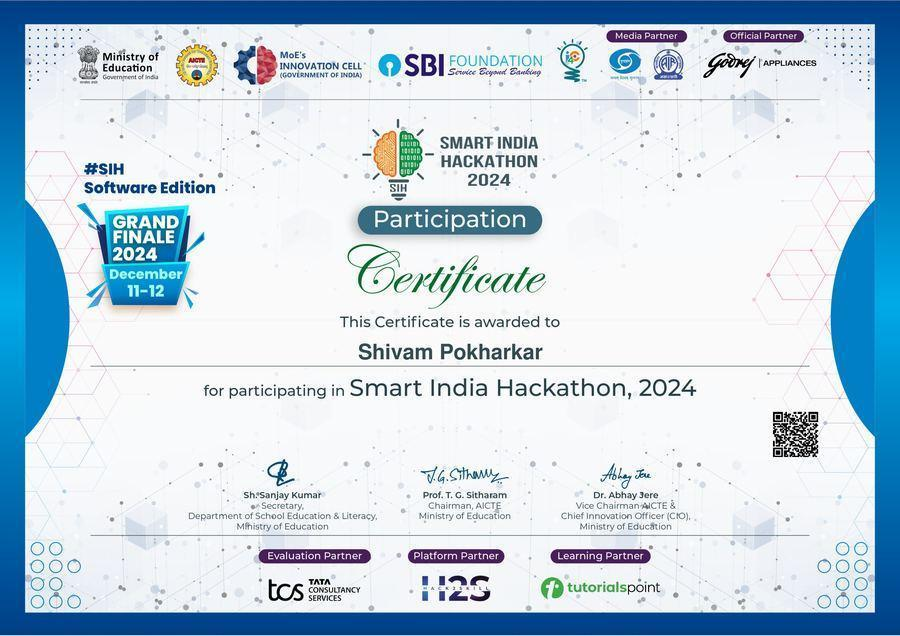 Media Partner
Official Partner
Ministry of
Education
Government of India
AICTE
MoE's
INNOVATION CELL
(GOVERNMENT OF INDIA)
SBI FOUNDATION
Service Beyond Banking
Godrej | APPLIANCES
SMART INDIA
HACKATHON
2024
SIH
#SIH
Software Edition
GRAND
FINALE
2024
December
11-12
Participation
Certificate
This Certificate is awarded to
Shivam Pokharkar
for participating in Smart India Hackathon, 2024
T.G. Sitharam
Abhay Jere
Sh. Sanjay Kumar
Secretary,
Department of School Education & Literacy,
Ministry of Education
Prof. T. G. Sitharam
Chairman, AICTE
Ministry of Education
Dr. Abhay Jere
Vice Chairman-AICTE &
Chief Innovation Officer (CIO),
Ministry of Education
Evaluation Partner
Platform Partner
Learning Partner
tcs TATA
CONSULTANCY
SERVICES
H2S
HACK2SKILL
tutorialspoint